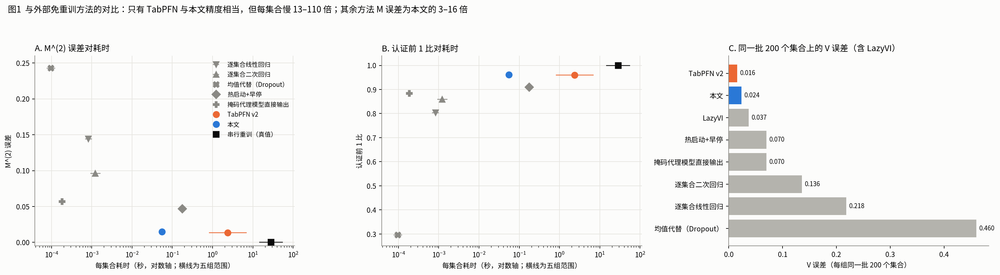 图1 与外部免重训方法的对比：只有 TabPFN 与本文精度相当，但每集合慢 13–110 倍；其余方法 M 误差为本文的 3–16 倍
A. M^(2) 误差对耗时
M^(2) 误差
0.25
0.20
0.15
0.10
0.05
0.00
10⁻⁴
10⁻³
10⁻²
10⁻¹
10⁰
10¹
10²
每集合耗时（秒，对数轴；横线为五组范围）
逐集合线性回归
逐集合二次回归
均值代替（Dropout）
热启动+早停
掩码代理模型直接输出
TabPFN v2
本文
串行重训（真值）
B. 认证前 1 比对耗时
认证前 1 比
1.0
0.9
0.8
0.7
0.6
0.5
0.4
0.3
10⁻⁴
10⁻³
10⁻²
10⁻¹
10⁰
10¹
10²
每集合耗时（秒，对数轴；横线为五组范围）
C. 同一批 200 个集合上的 V 误差（含 LazyVI）
TabPFN v2 0.016
本文 0.024
LazyVI 0.037
热启动+早停 0.070
掩码代理模型直接输出 0.070
逐集合二次回归 0.136
逐集合线性回归 0.218
均值代替（Dropout） 0.460
0.0
0.1
0.2
0.3
0.4
V 误差（每组同一批 200 个集合）